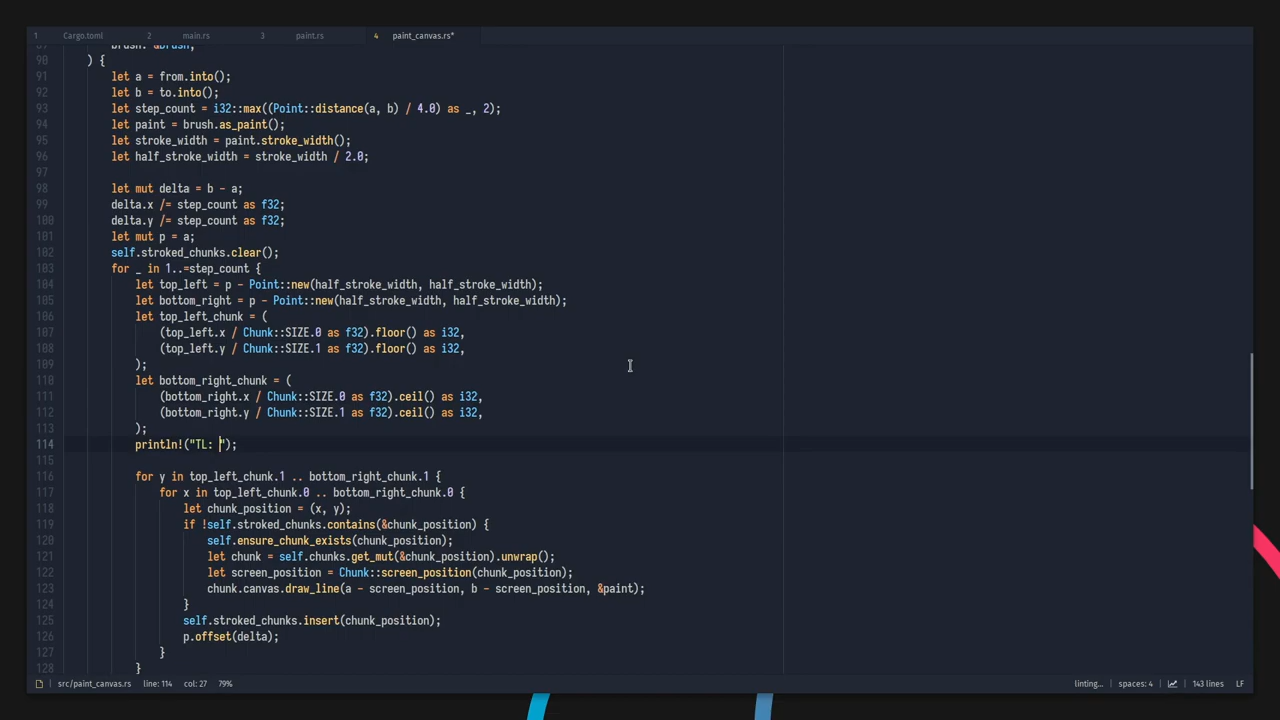 1 Cargo.toml 2 main.rs 3 paint.rs 4 paint_canvas.rs*
90 ) {
91 let a = from.into();
92 let b = to.into();
93 let step_count = i32::max((Point::distance(a, b) / 4.0) as _, 2);
94 let paint = brush.as_paint();
95 let stroke_width = paint.stroke_width();
96 let half_stroke_width = stroke_width / 2.0;
97
98 let mut delta = b - a;
99 delta.x /= step_count as f32;
100 delta.y /= step_count as f32;
101 let mut p = a;
102 self.stroked_chunks.clear();
103 for _ in 1..=step_count {
104 let top_left = p - Point::new(half_stroke_width, half_stroke_width);
105 let bottom_right = p - Point::new(half_stroke_width, half_stroke_width);
106 let top_left_chunk = (
107 (top_left.x / Chunk::SIZE.0 as f32).floor() as i32,
108 (top_left.y / Chunk::SIZE.1 as f32).floor() as i32,
109 );
110 let bottom_right_chunk = (
111 (bottom_right.x / Chunk::SIZE.0 as f32).ceil() as i32,
112 (bottom_right.y / Chunk::SIZE.1 as f32).ceil() as i32,
113 );
114 println!("TL: ");
115
116 for y in top_left_chunk.1 .. bottom_right_chunk.1 {
117 for x in top_left_chunk.0 .. bottom_right_chunk.0 {
118 let chunk_position = (x, y);
119 if !self.stroked_chunks.contains(&chunk_position) {
120 self.ensure_chunk_exists(chunk_position);
121 let chunk = self.chunks.get_mut(&chunk_position).unwrap();
122 let screen_position = Chunk::screen_position(chunk_position);
123 chunk.canvas.draw_line(a - screen_position, b - screen_position, &paint);
124 }
125 self.stroked_chunks.insert(chunk_position);
126 p.offset(delta);
127 }
128 }
src/paint_canvas.rs line: 114 col: 27 79% linting… spaces: 4 143 lines LF